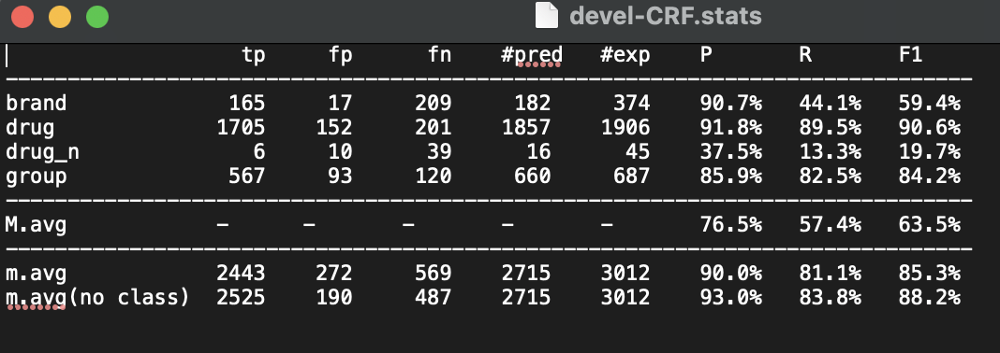 devel-CRF.stats
tp fp fn #pred #exp P R F1
------------------------------------------------------------------------------
brand 165 17 209 182 374 90.7% 44.1% 59.4%
drug 1705 152 201 1857 1906 91.8% 89.5% 90.6%
drug_n 6 10 39 16 45 37.5% 13.3% 19.7%
group 567 93 120 660 687 85.9% 82.5% 84.2%
------------------------------------------------------------------------------
M.avg - - - - - 76.5% 57.4% 63.5%
------------------------------------------------------------------------------
m.avg 2443 272 569 2715 3012 90.0% 81.1% 85.3%
m.avg(no class) 2525 190 487 2715 3012 93.0% 83.8% 88.2%